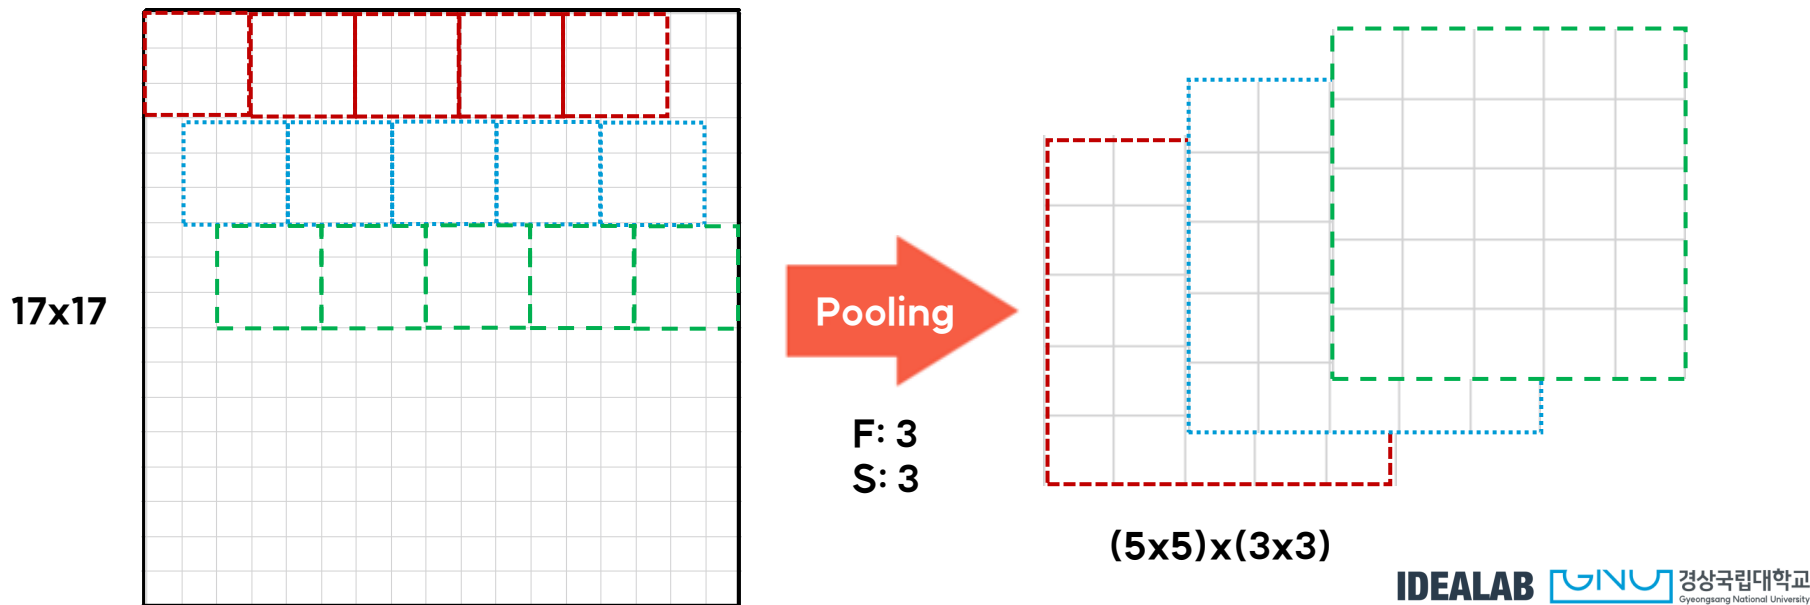 17x17
Pooling
F: 3
S: 3
(5x5)x(3x3)
IDEALAB
GNU
경상국립대학교
Gyeongsang National University